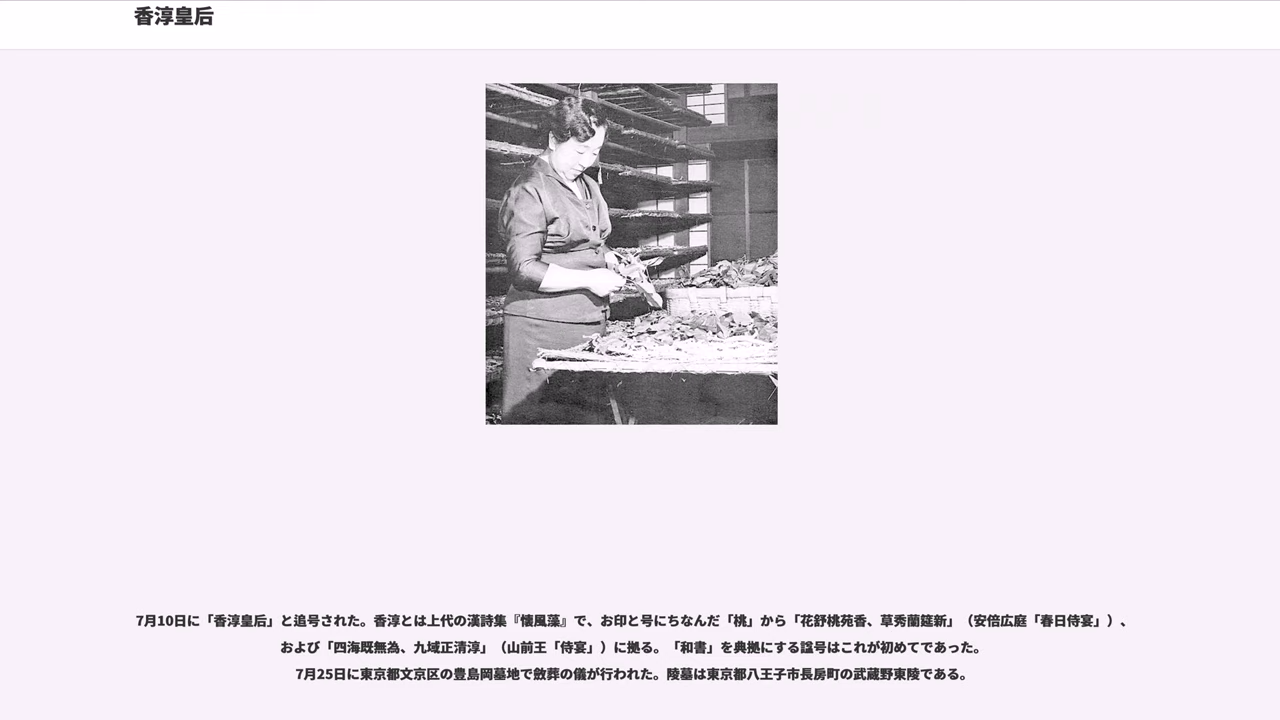 香淳皇后
7月10日に「香淳皇后」と追号された。香淳とは上代の漢詩集『懐風藻』で、お印と号にちなんだ「桃」から「花舒桃苑香、草秀蘭筵新」（安倍広庭「春日侍宴」）、
および「四海既無為、九域正清淳」（山前王「侍宴」）に拠る。「和書」を典拠にする諡号はこれが初めてであった。
7月25日に東京都文京区の豊島岡墓地で斂葬の儀が行われた。陵墓は東京都八王子市長房町の武蔵野東陵である。